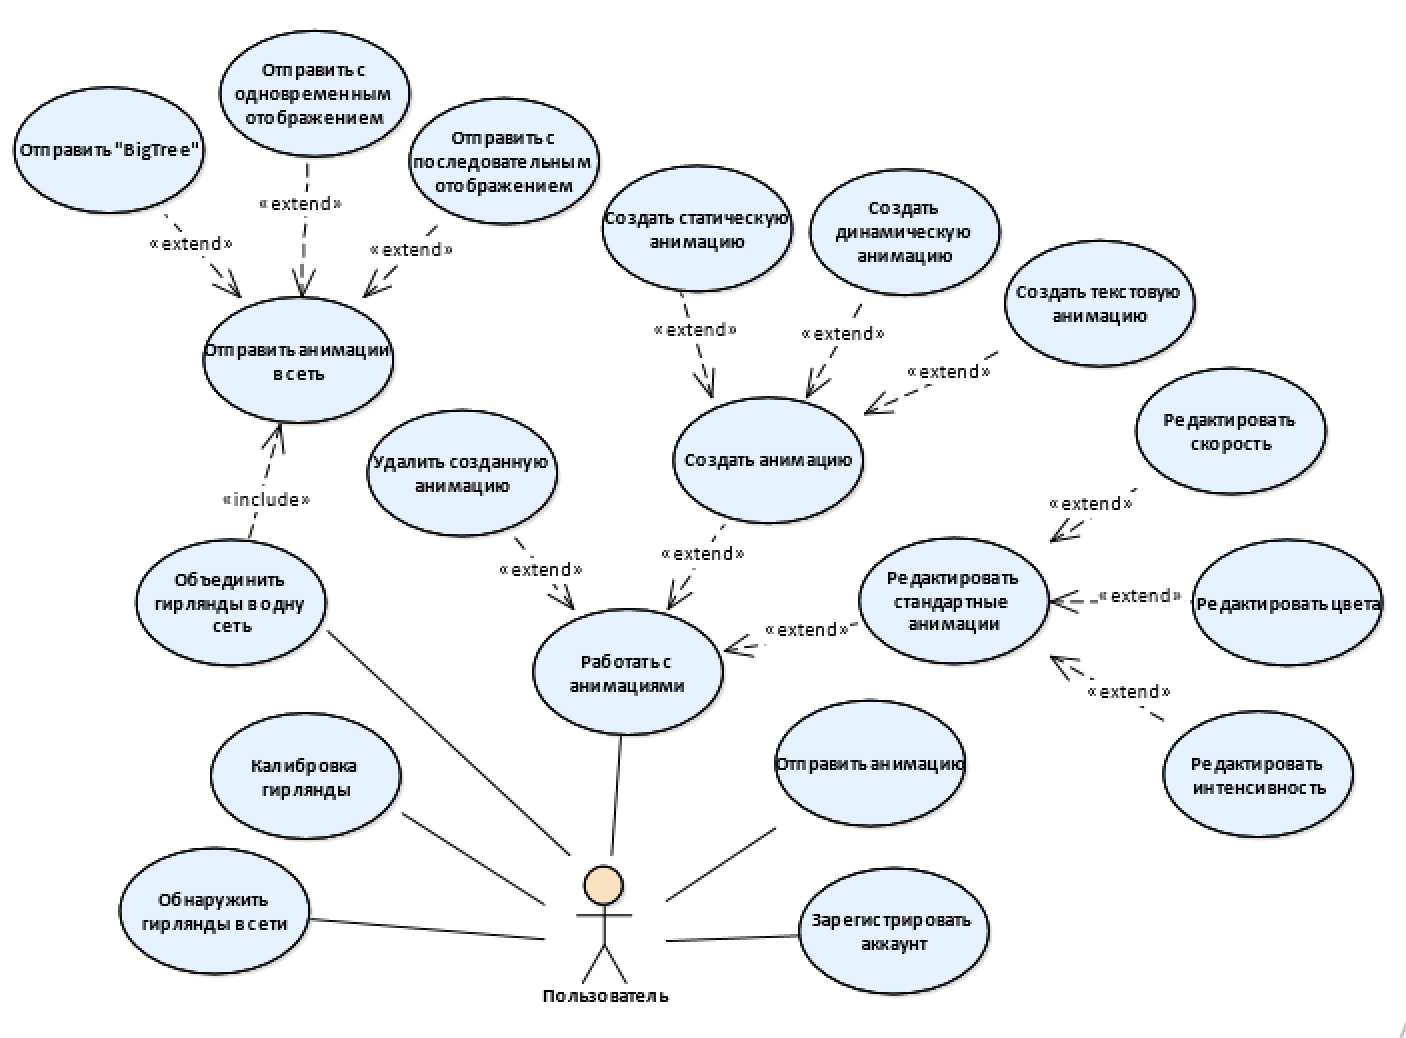 Отправить с
одновременным
отображением
Отправить "BigTree"
Отправить с
последовательным
отображением
«extend»
«extend»
«extend»
Создать статическую
анимацию
Создать
динамическую
анимацию
Создать текстовую
анимацию
«extend»
«extend»
«extend»
Отправить анимации
в сеть
Удалить созданную
анимацию
Создать анимацию
Редактировать
скорость
«include»
«extend»
«extend»
«extend»
Объединить
гирлянды в одну
сеть
Редактировать
стандартные
анимации
«extend»
Редактировать цвета
«extend»
Работать с
анимациями
«extend»
Калибровка
гирлянды
Отправить анимацию
Редактировать
интенсивность
Обнаружить
гирлянды в сети
Зарегистрировать
аккаунт
Пользователь